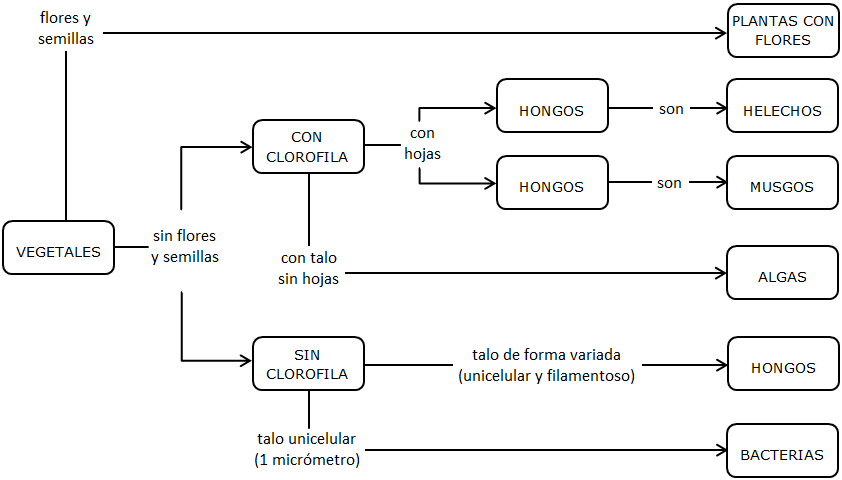 flores y
semillas
PLANTAS CON
FLORES
HONGOS
son
HELECHOS
CON
CLOROFILA
con
hojas
HONGOS
son
MUSGOS
VEGETALES
sin flores
y semillas
con talo
sin hojas
ALGAS
SIN
CLOROFILA
talo de forma variada
(unicelular y filamentoso)
HONGOS
talo unicelular
(1 micrómetro)
BACTERIAS